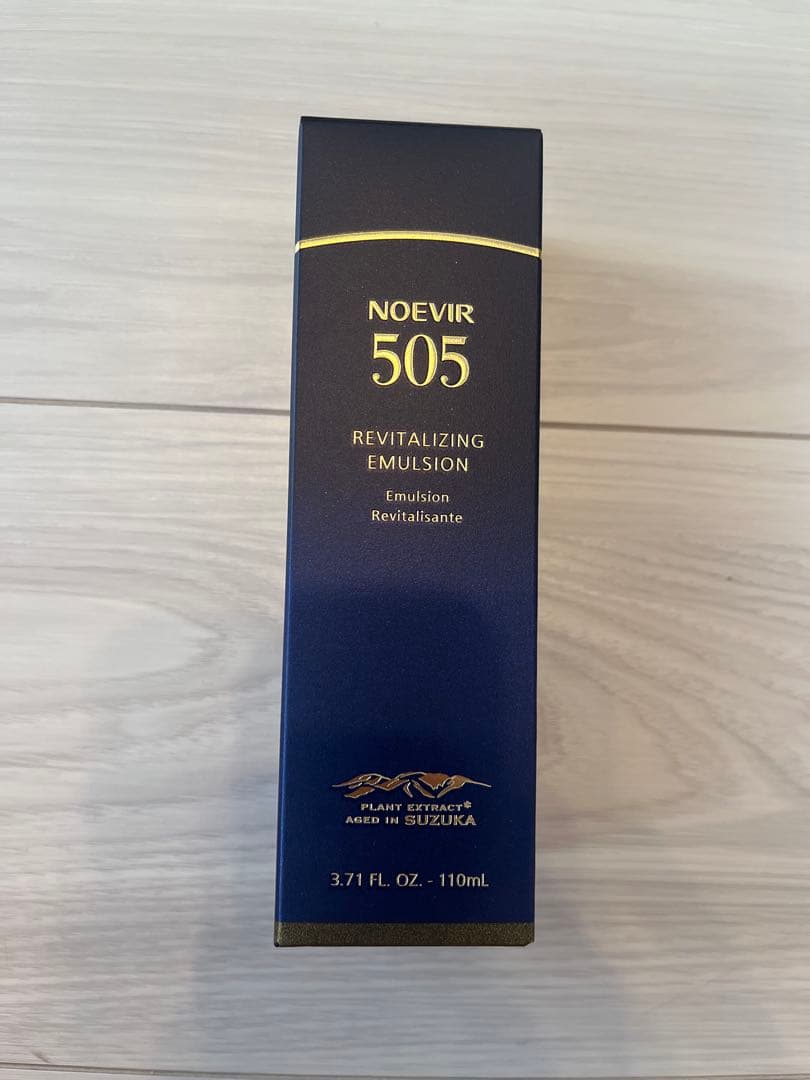 NOEVIR
505
REVITALIZING
EMULSION
Emulsion
Revitalisante
PLANT EXTRACT*
AGED IN SUZUKA
3.71 FL. OZ. - 110mL